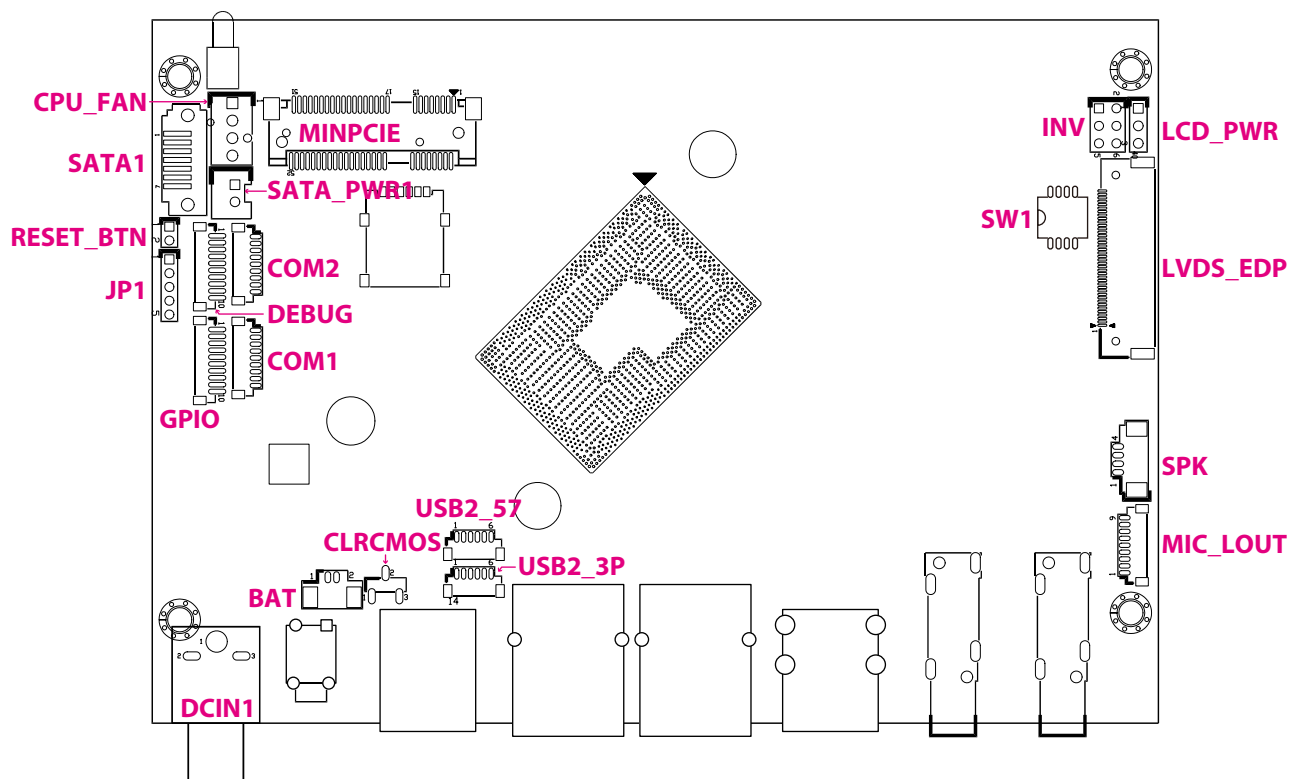 CPU_FAN
MINPCIE
INV
LCD_PWR
SATA1
SATA_PWR1
SW1
RESET_BTN
COM2
LVDS_EDP
JP1
DEBUG
COM1
GPIO
SPK
USB2_57
CLRCMOS
MIC_LOUT
USB2_3P
BAT
DCIN1